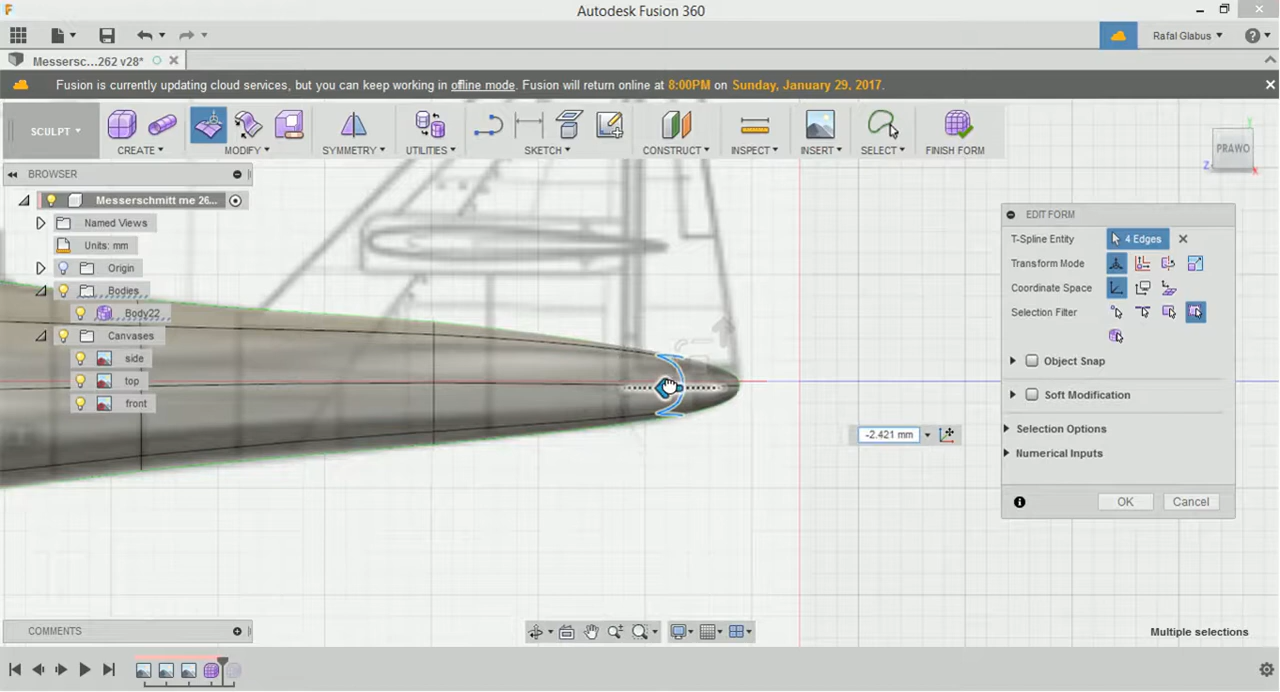 Autodesk Fusion 360
Rafal Glabus
Messersc...262 v28*
Fusion is currently updating cloud services, but you can keep working in offline mode. Fusion will return online at 8:00PM on Sunday, January 29, 2017.
SCULPT
CREATE
MODIFY
SYMMETRY
UTILITIES
SKETCH
CONSTRUCT
INSPECT
INSERT
SELECT
FINISH FORM
PRAWO
Y
Z
X
BROWSER
Messerschmitt me 26...
Named Views
Units: mm
Origin
Bodies
Body22
Canvases
side
top
front
EDIT FORM
T-Spline Entity
4 Edges
Transform Mode
Coordinate Space
Selection Filter
Object Snap
Soft Modification
Selection Options
Numerical Inputs
OK
Cancel
-2.421 mm
COMMENTS
Multiple selections